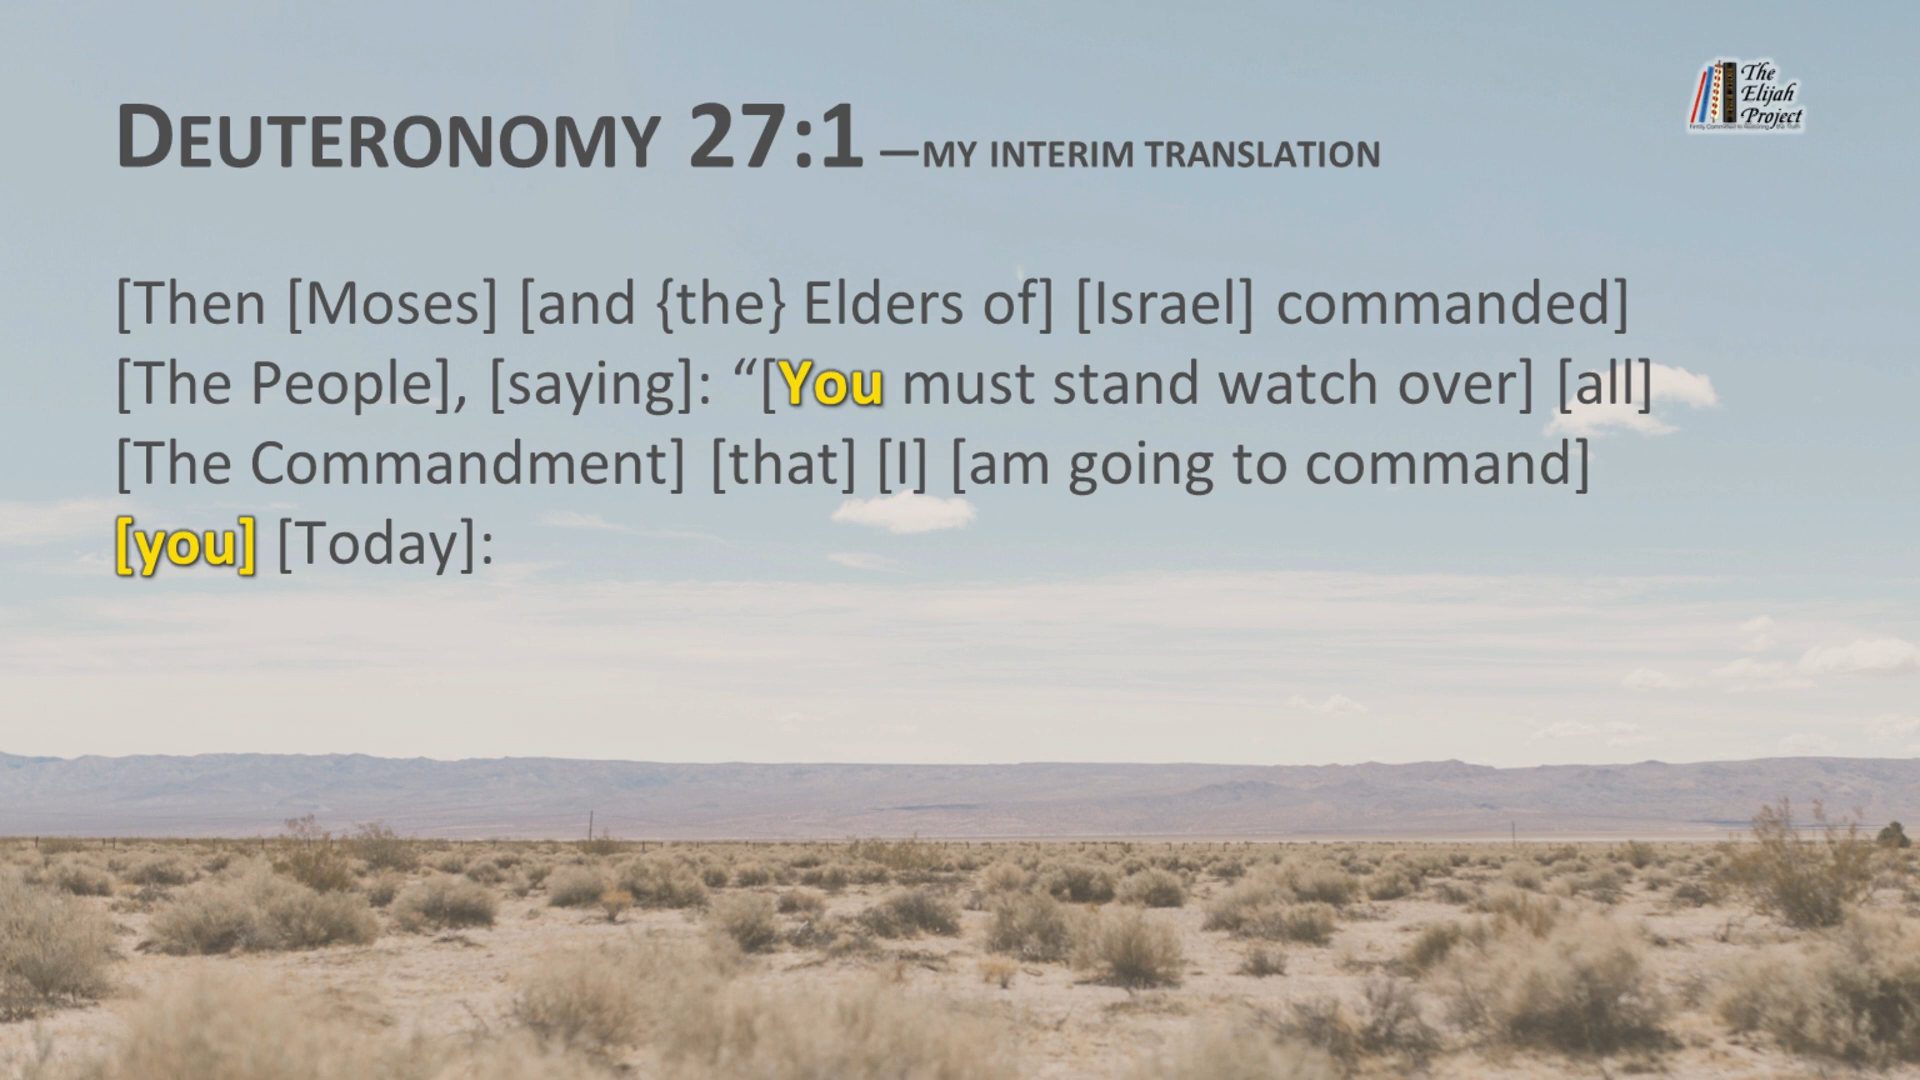 DEUTERONOMY 27:1 —MY INTERIM TRANSLATION
The
Elijah
Project
[Then [Moses] [and {the} Elders of] [Israel] commanded]
[The People], [saying]: “[You must stand watch over] [all]
[The Commandment] [that] [I] [am going to command]
[you] [Today]: